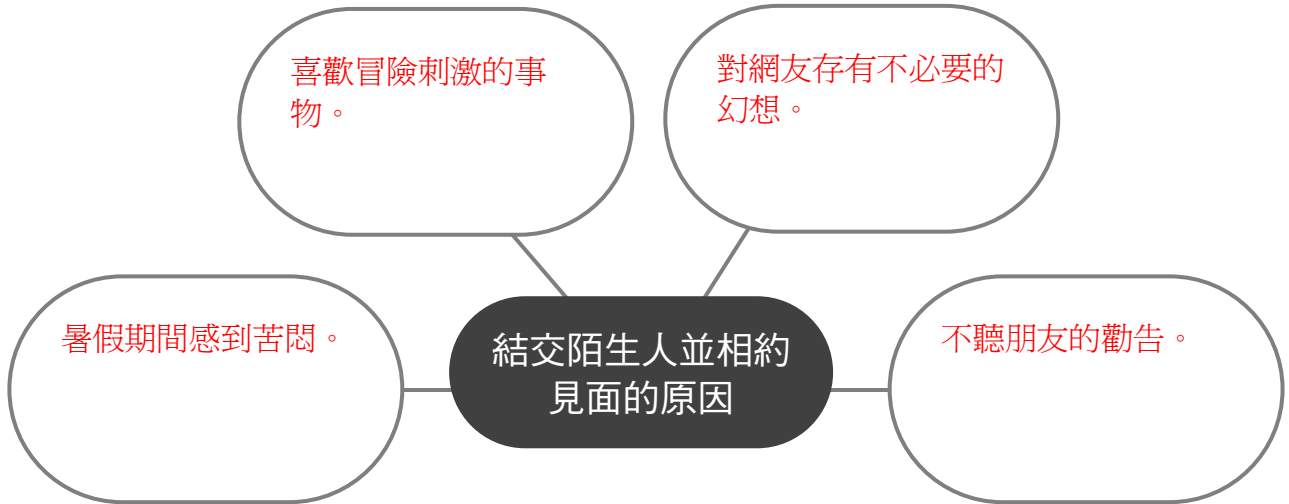 喜歡冒險刺激的事
物。
對網友存有不必要的
幻想。
暑假期間感到苦悶。
結交陌生人並相約
見面的原因
不聽朋友的勸告。